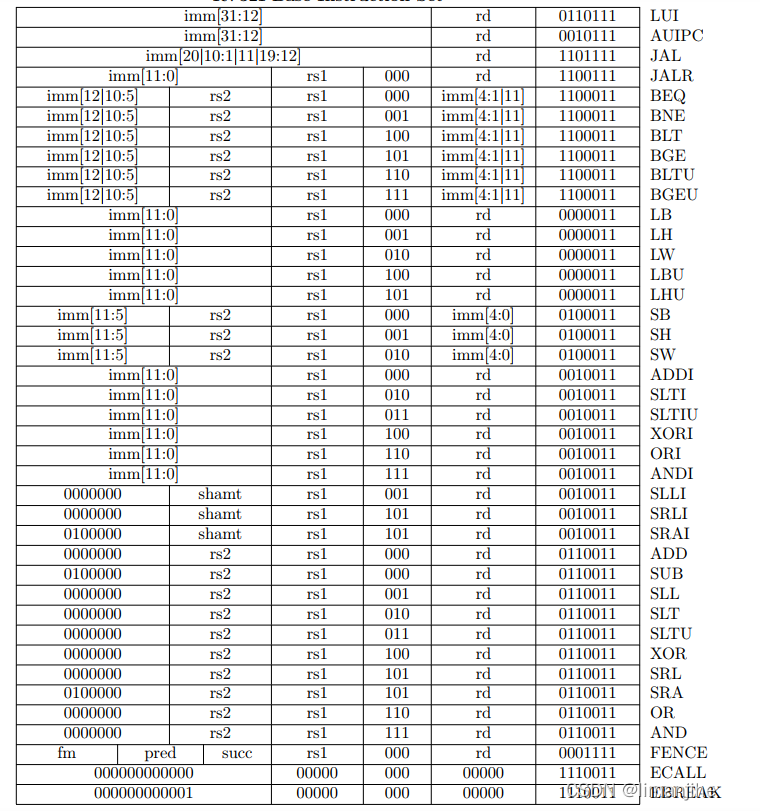 imm[31:12] rd 0110111 LUI
imm[31:12] rd 0010111 AUIPC
imm[20|10:1|11|19:12] rd 1101111 JAL
imm[11:0] rs1 000 rd 1100111 JALR
imm[12|10:5] rs2 rs1 000 imm[4:1|11] 1100011 BEQ
imm[12|10:5] rs2 rs1 001 imm[4:1|11] 1100011 BNE
imm[12|10:5] rs2 rs1 100 imm[4:1|11] 1100011 BLT
imm[12|10:5] rs2 rs1 101 imm[4:1|11] 1100011 BGE
imm[12|10:5] rs2 rs1 110 imm[4:1|11] 1100011 BLTU
imm[12|10:5] rs2 rs1 111 imm[4:1|11] 1100011 BGEU
imm[11:0] rs1 000 rd 0000011 LB
imm[11:0] rs1 001 rd 0000011 LH
imm[11:0] rs1 010 rd 0000011 LW
imm[11:0] rs1 100 rd 0000011 LBU
imm[11:0] rs1 101 rd 0000011 LHU
imm[11:5] rs2 rs1 000 imm[4:0] 0100011 SB
imm[11:5] rs2 rs1 001 imm[4:0] 0100011 SH
imm[11:5] rs2 rs1 010 imm[4:0] 0100011 SW
imm[11:0] rs1 000 rd 0010011 ADDI
imm[11:0] rs1 010 rd 0010011 SLTI
imm[11:0] rs1 011 rd 0010011 SLTIU
imm[11:0] rs1 100 rd 0010011 XORI
imm[11:0] rs1 110 rd 0010011 ORI
imm[11:0] rs1 111 rd 0010011 ANDI
0000000 shamt rs1 001 rd 0010011 SLLI
0000000 shamt rs1 101 rd 0010011 SRLI
0100000 shamt rs1 101 rd 0010011 SRAI
0000000 rs2 rs1 000 rd 0110011 ADD
0100000 rs2 rs1 000 rd 0110011 SUB
0000000 rs2 rs1 001 rd 0110011 SLL
0000000 rs2 rs1 010 rd 0110011 SLT
0000000 rs2 rs1 011 rd 0110011 SLTU
0000000 rs2 rs1 100 rd 0110011 XOR
0000000 rs2 rs1 101 rd 0110011 SRL
0100000 rs2 rs1 101 rd 0110011 SRA
0000000 rs2 rs1 110 rd 0110011 OR
0000000 rs2 rs1 111 rd 0110011 AND
fm pred succ rs1 000 rd 0001111 FENCE
000000000000 00000 000 00000 1110011 ECALL
000000000001 00000 000 00000 1110011 EBREAK